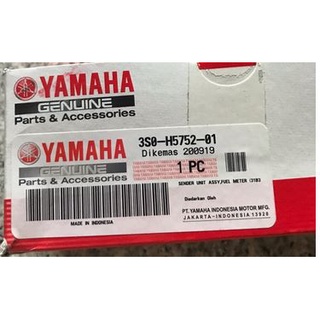 YAMAHA
GENUINE
Parts & Accessories
YAMAHA
GENUINE
Parts & Accessories
3S0-H5752-01
Dikemas 200919
1 PC
SENDER UNIT ASSY,FUEL METER
Diedarkan Oleh
MADE IN INDONESIA
PT. YAMAHA INDONESIA MOTOR MFG.
JAKARTA-INDONESIA 13920